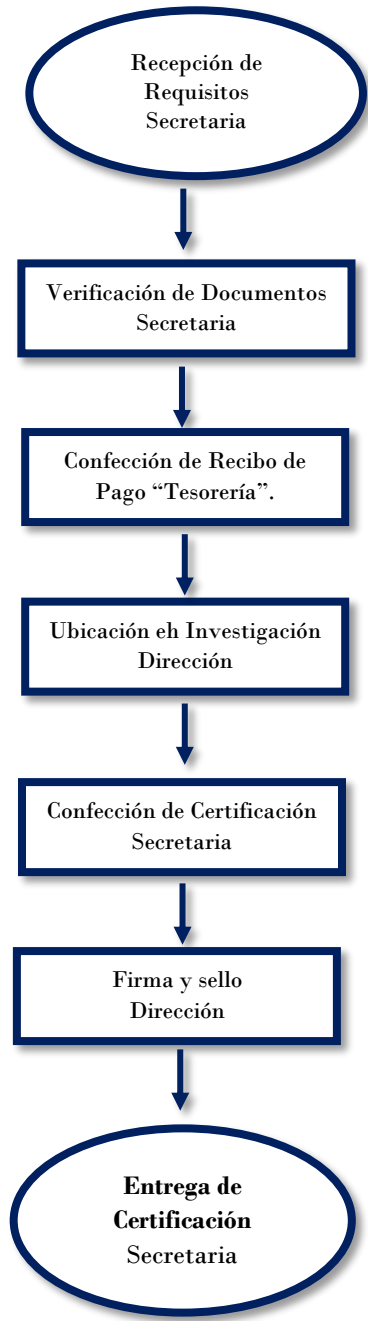 Recepción de
Requisitos
Secretaria
Verificación de Documentos
Secretaria
Confección de Recibo de
Pago “Tesorería”.
Ubicación eh Investigación
Dirección
Confección de Certificación
Secretaria
Firma y sello
Dirección
Entrega de
Certificación
Secretaria